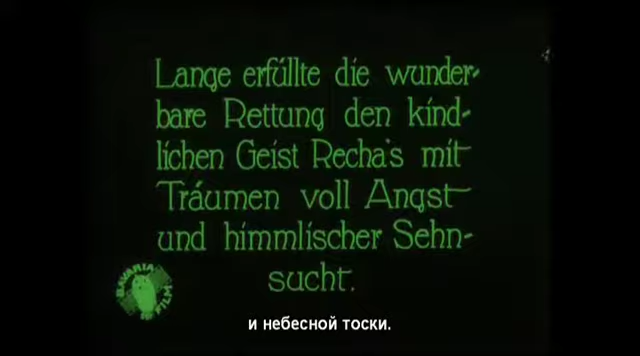 Lange erfüllte die wunder-
bare Rettung den kind-
lichen Geist Recha's mit
Träumen voll Angst
und himmlischer Sehn-
sucht.
BAVARIA
FILM
и небесной тоски.